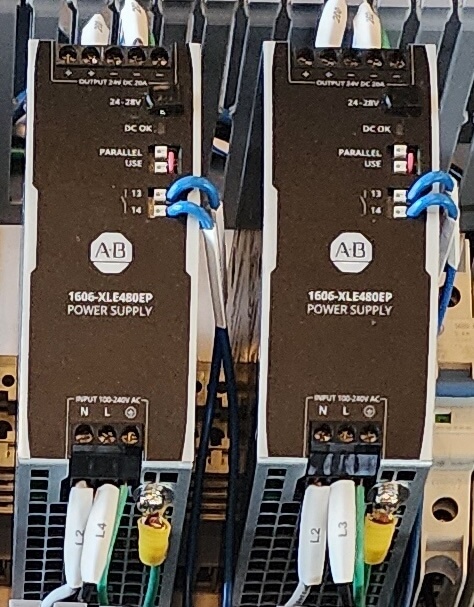 + + - - -
OUTPUT 24V DC 20A
24-28V
DC OK
PARALLEL
USE
13
14
A-B
1606-XLE480EP
POWER SUPPLY
INPUT 100-240V AC
N L
L2 L4
+ + - - -
OUTPUT 24V DC 20A
24-28V
DC OK
PARALLEL
USE
13
14
A-B
1606-XLE480EP
POWER SUPPLY
INPUT 100-240V AC
N L
L2 L3